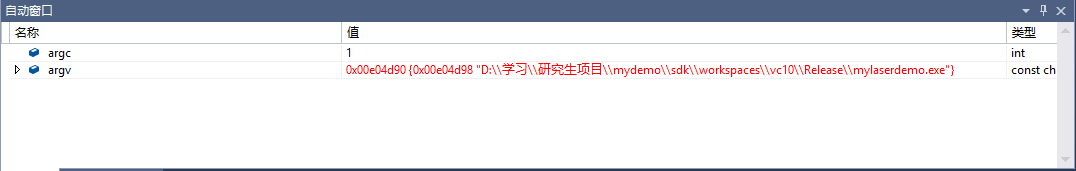 自动窗口
名称 值 类型
argc 1 int
argv 0x00e04d90 {0x00e04d98 "D:\\学习\\研究生项目\\mydemo\\sdk\\workspaces\\vc10\\Release\\mylaserdemo.exe"} const ch